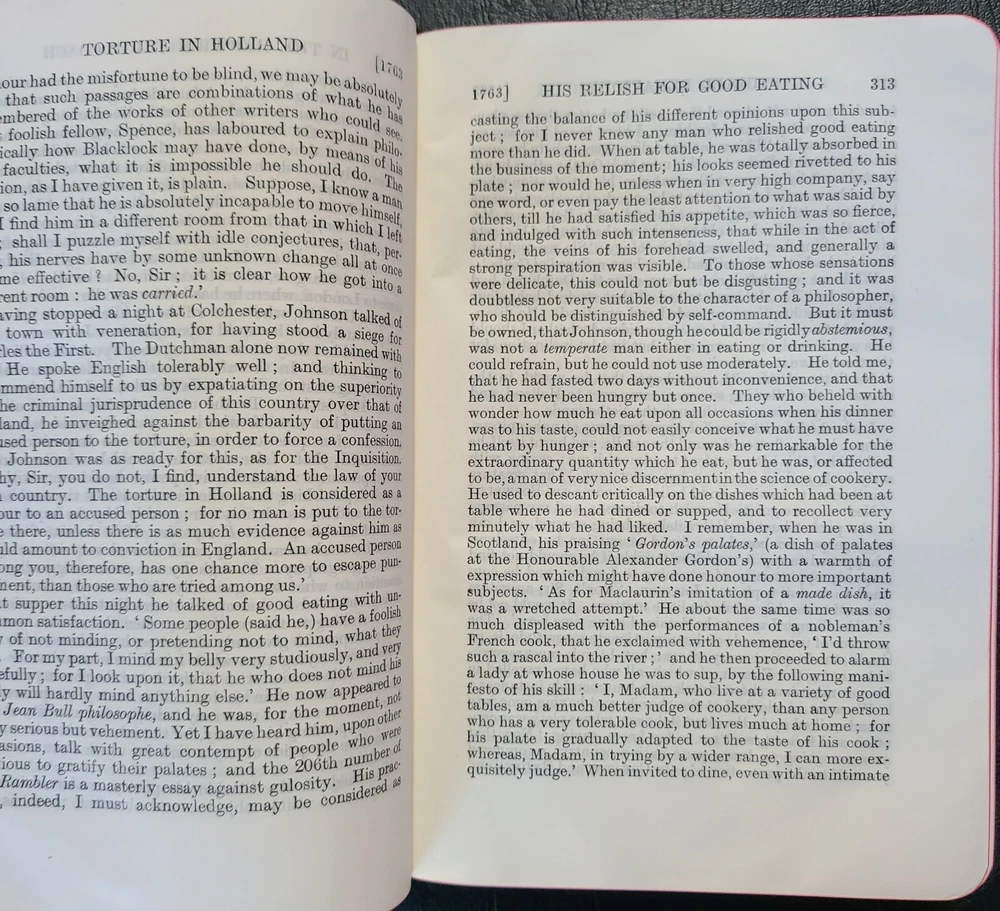 TORTURE IN HOLLAND [1763
our had the misfortune to be blind, we may be absolutely
that such passages are combinations of what he has
mbered of the works of other writers who could see.
foolish fellow, Spence, has laboured to explain philo-
ically how Blacklock may have done, by means of his
faculties, what it is impossible he should do. The
ion, as I have given it, is plain. Suppose, I know a man
so lame that he is absolutely incapable to move himself,
I find him in a different room from that in which I left
; shall I puzzle myself with idle conjectures, that, per-
, his nerves have by some unknown change all at once
me effective ? No, Sir ; it is clear how he got into a
rent room : he was carried.'
aving stopped a night at Colchester, Johnson talked of
town with veneration, for having stood a siege for
les the First. The Dutchman alone now remained with
He spoke English tolerably well ; and thinking to
mmend himself to us by expatiating on the superiority
he criminal jurisprudence of this country over that of
land, he inveighed against the barbarity of putting an
used person to the torture, in order to force a confession.
Johnson was as ready for this, as for the Inquisition.
hy, Sir, you do not, I find, understand the law of your
country. The torture in Holland is considered as a
our to an accused person ; for no man is put to the tor-
e there, unless there is as much evidence against him as
ld amount to conviction in England. An accused person
ong you, therefore, has one chance more to escape pun-
ment, than those who are tried among us.'
t supper this night he talked of good eating with un-
mon satisfaction. ' Some people (said he,) have a foolish
y of not minding, or pretending not to mind, what they
For my part, I mind my belly very studiously, and very
efully ; for I look upon it, that he who does not mind his
y will hardly mind anything else.' He now appeared to
Jean Bull philosophe, and he was, for the moment, not
y serious but vehement. Yet I have heard him, upon other
asions, talk with great contempt of people who were
ious to gratify their palates ; and the 206th number of
Rambler is a masterly essay against gulosity. His prac-
, indeed, I must acknowledge, may be considered as
1763] HIS RELISH FOR GOOD EATING 313
casting the balance of his different opinions upon this sub-
ject ; for I never knew any man who relished good eating
more than he did. When at table, he was totally absorbed in
the business of the moment; his looks seemed rivetted to his
plate ; nor would he, unless when in very high company, say
one word, or even pay the least attention to what was said by
others, till he had satisfied his appetite, which was so fierce,
and indulged with such intenseness, that while in the act of
eating, the veins of his forehead swelled, and generally a
strong perspiration was visible. To those whose sensations
were delicate, this could not but be disgusting ; and it was
doubtless not very suitable to the character of a philosopher,
who should be distinguished by self-command. But it must
be owned, that Johnson, though he could be rigidly abstemious,
was not a temperate man either in eating or drinking. He
could refrain, but he could not use moderately. He told me,
that he had fasted two days without inconvenience, and that
he had never been hungry but once. They who beheld with
wonder how much he eat upon all occasions when his dinner
was to his taste, could not easily conceive what he must have
meant by hunger ; and not only was he remarkable for the
extraordinary quantity which he eat, but he was, or affected
to be, a man of very nice discernment in the science of cookery.
He used to descant critically on the dishes which had been at
table where he had dined or supped, and to recollect very
minutely what he had liked. I remember, when he was in
Scotland, his praising ' Gordon's palates,' (a dish of palates
at the Honourable Alexander Gordon's) with a warmth of
expression which might have done honour to more important
subjects. ' As for Maclaurin's imitation of a made dish, it
was a wretched attempt.' He about the same time was so
much displeased with the performances of a nobleman's
French cook, that he exclaimed with vehemence, ' I'd throw
such a rascal into the river ; ' and he then proceeded to alarm
a lady at whose house he was to sup, by the following mani-
festo of his skill : ' I, Madam, who live at a variety of good
tables, am a much better judge of cookery, than any person
who has a very tolerable cook, but lives much at home ; for
his palate is gradually adapted to the taste of his cook ;
whereas, Madam, in trying by a wider range, I can more ex-
quisitely judge.' When invited to dine, even with an intimate